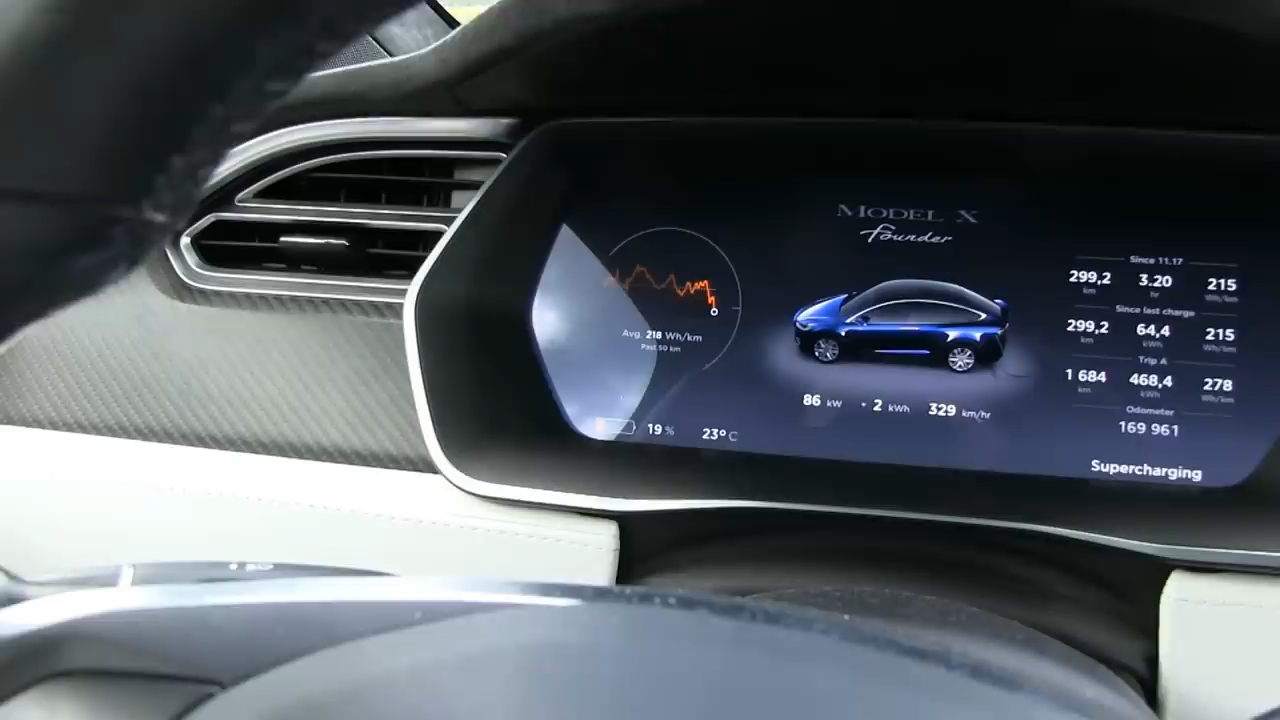 MODEL X
founder
Avg. 218 Wh/km
Past 50 km
19 %
23° C
86 kW + 2 kWh 329 km/hr
Since 11.17
299,2 3.20 215
km hr Wh/km
Since last charge
299,2 64,4 215
km kWh Wh/km
Trip A
1 684 468,4 278
km kWh Wh/km
Odometer
169 961
Supercharging